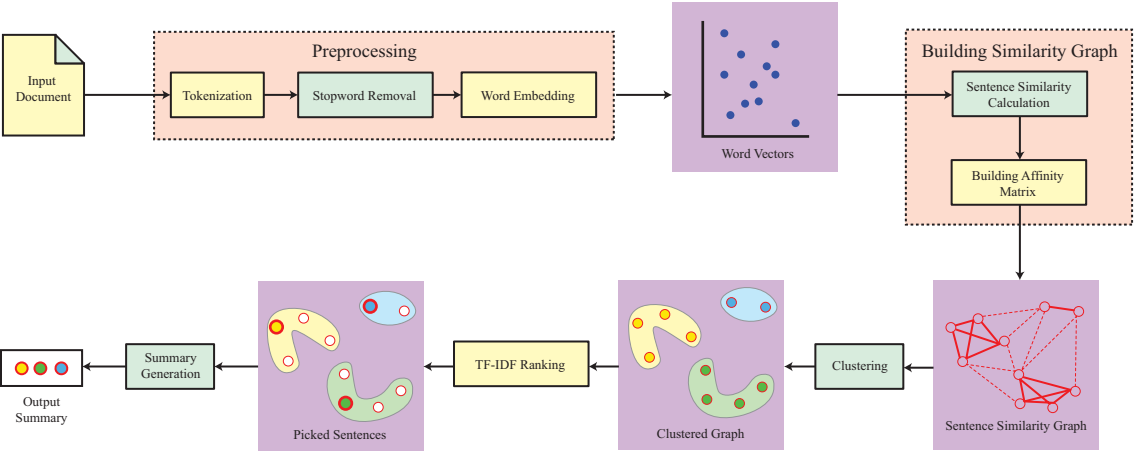 Input
Document
Preprocessing
Tokenization
Stopword Removal
Word Embedding
Word Vectors
Building Similarity Graph
Sentence Similarity
Calculation
Building Affinity
Matrix
Sentence Similarity Graph
Clustering
Clustered Graph
TF-IDF Ranking
Picked Sentences
Summary
Generation
Output
Summary